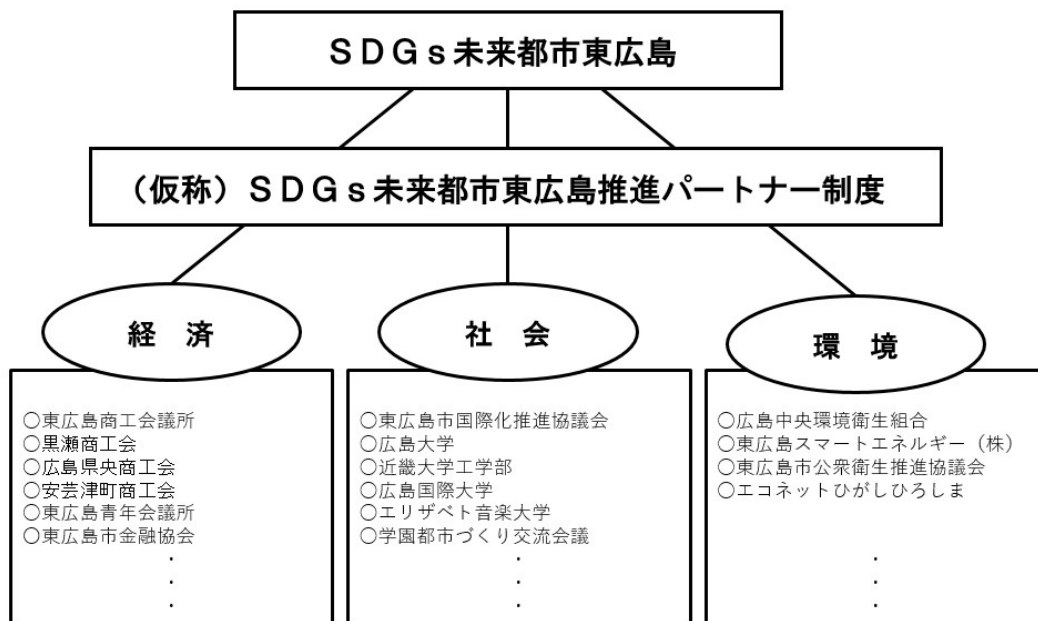 ＳＤＧｓ未来都市東広島
（仮称）ＳＤＧｓ未来都市東広島推進パートナー制度
経　済
○東広島商工会議所
○黒瀬商工会
○広島県央商工会
○安芸津町商工会
○東広島青年会議所
○東広島市金融協会
・
・
・
社　会
○東広島市国際化推進協議会
○広島大学
○近畿大学工学部
○広島国際大学
○エリザベト音楽大学
○学園都市づくり交流会議
・
・
・
環　境
○広島中央環境衛生組合
○東広島スマートエネルギー（株）
○東広島市公衆衛生推進協議会
○エコネットひがしひろしま
・
・
・